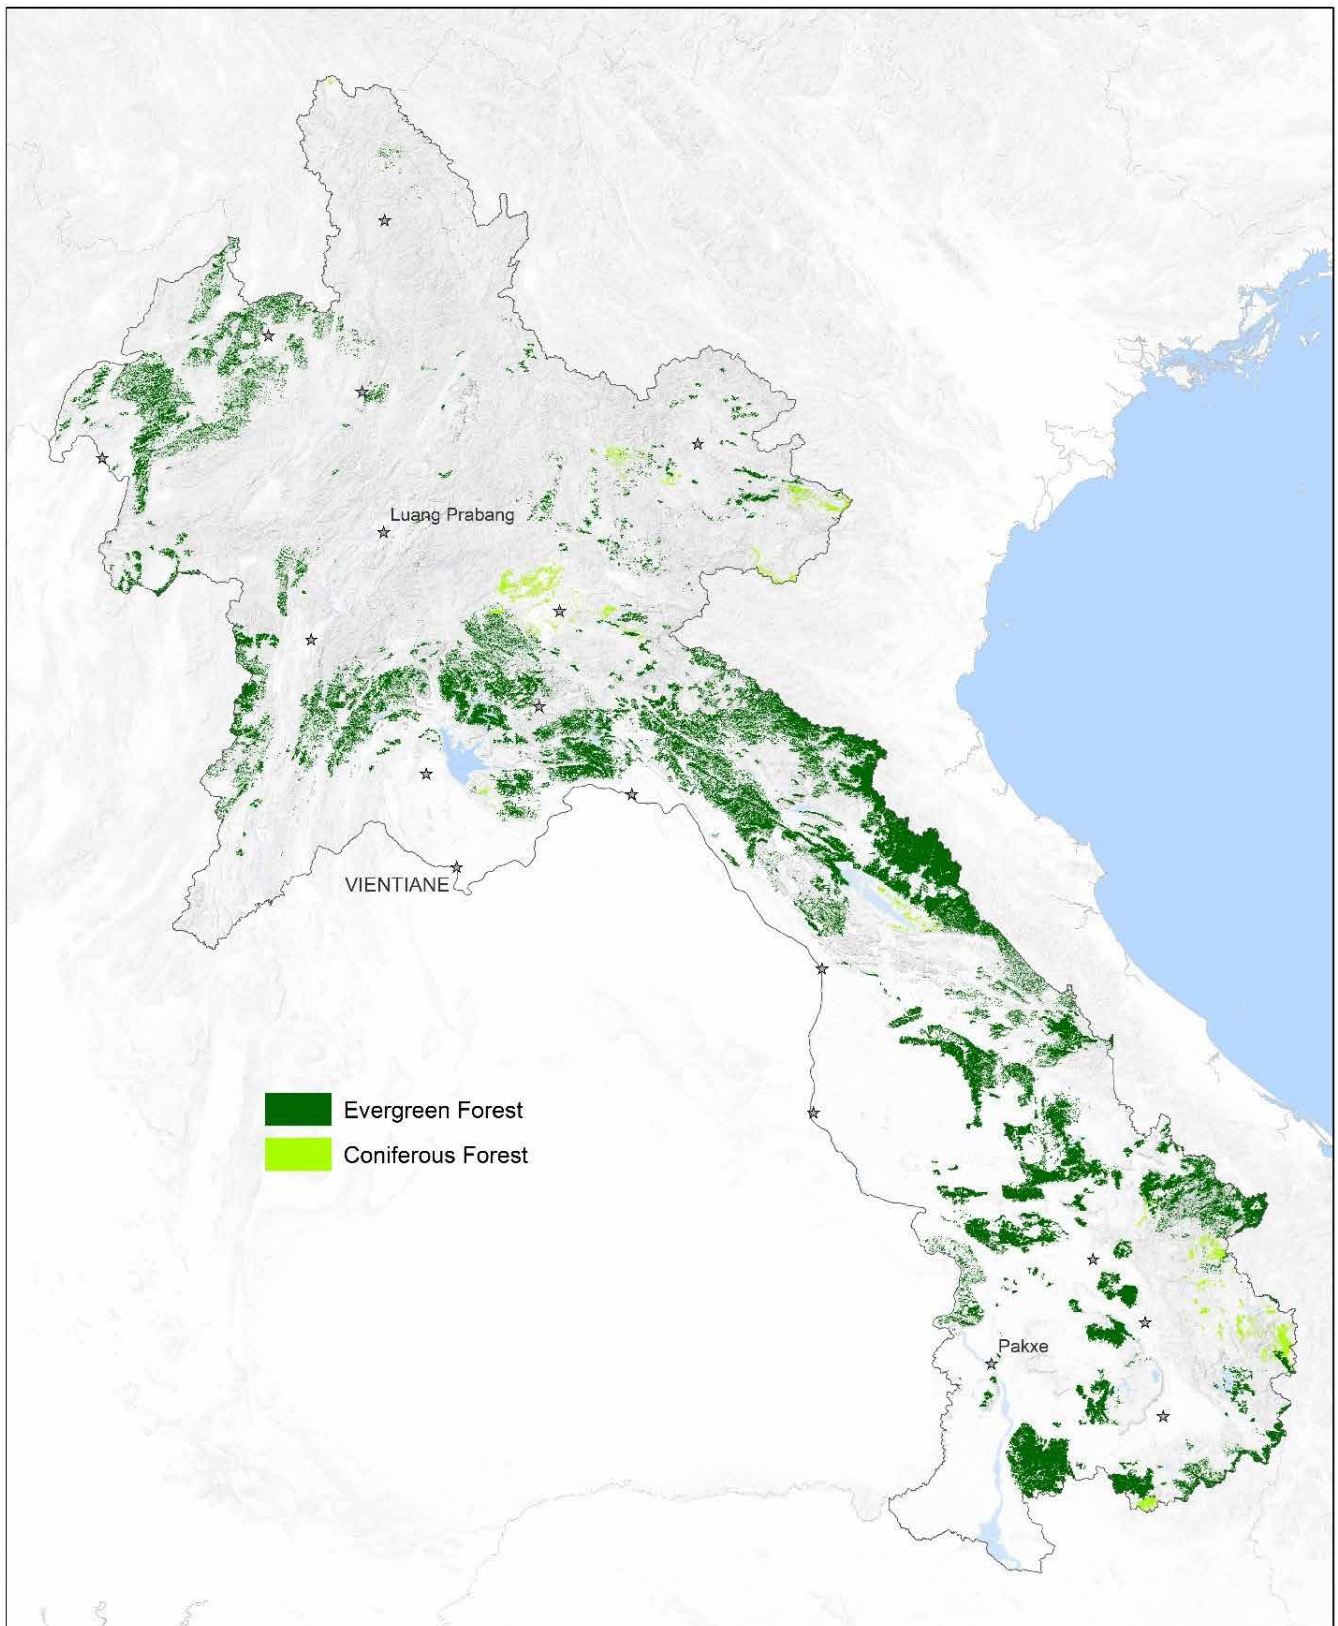 Luang Prabang
VIENTIANE
Evergreen Forest
Coniferous Forest
Pakxe